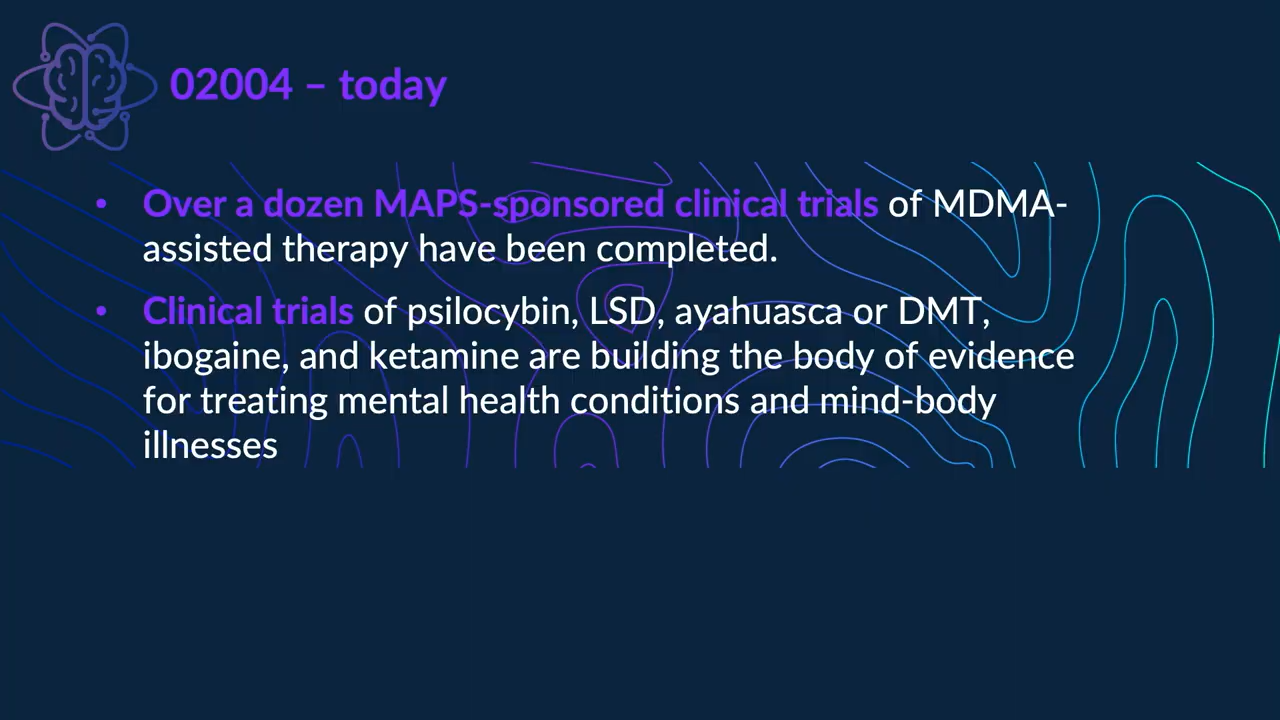 02004 – today
• Over a dozen MAPS-sponsored clinical trials of MDMA-
assisted therapy have been completed.
• Clinical trials of psilocybin, LSD, ayahuasca or DMT,
ibogaine, and ketamine are building the body of evidence
for treating mental health conditions and mind-body
illnesses